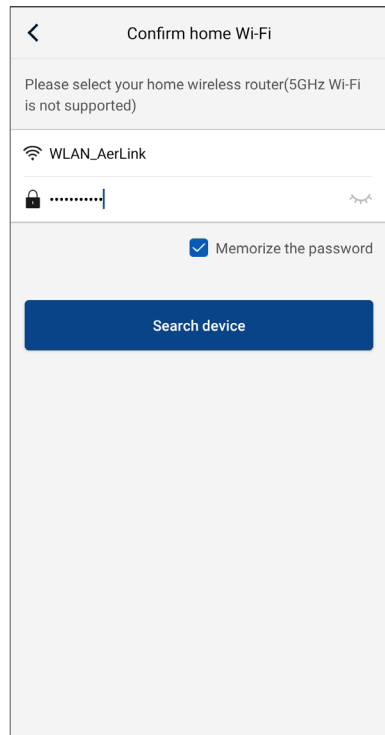 Confirm home Wi-Fi
Please select your home wireless router(5GHz Wi-Fi
is not supported)
WLAN_AerLink
•••••••••••
Memorize the password
Search device